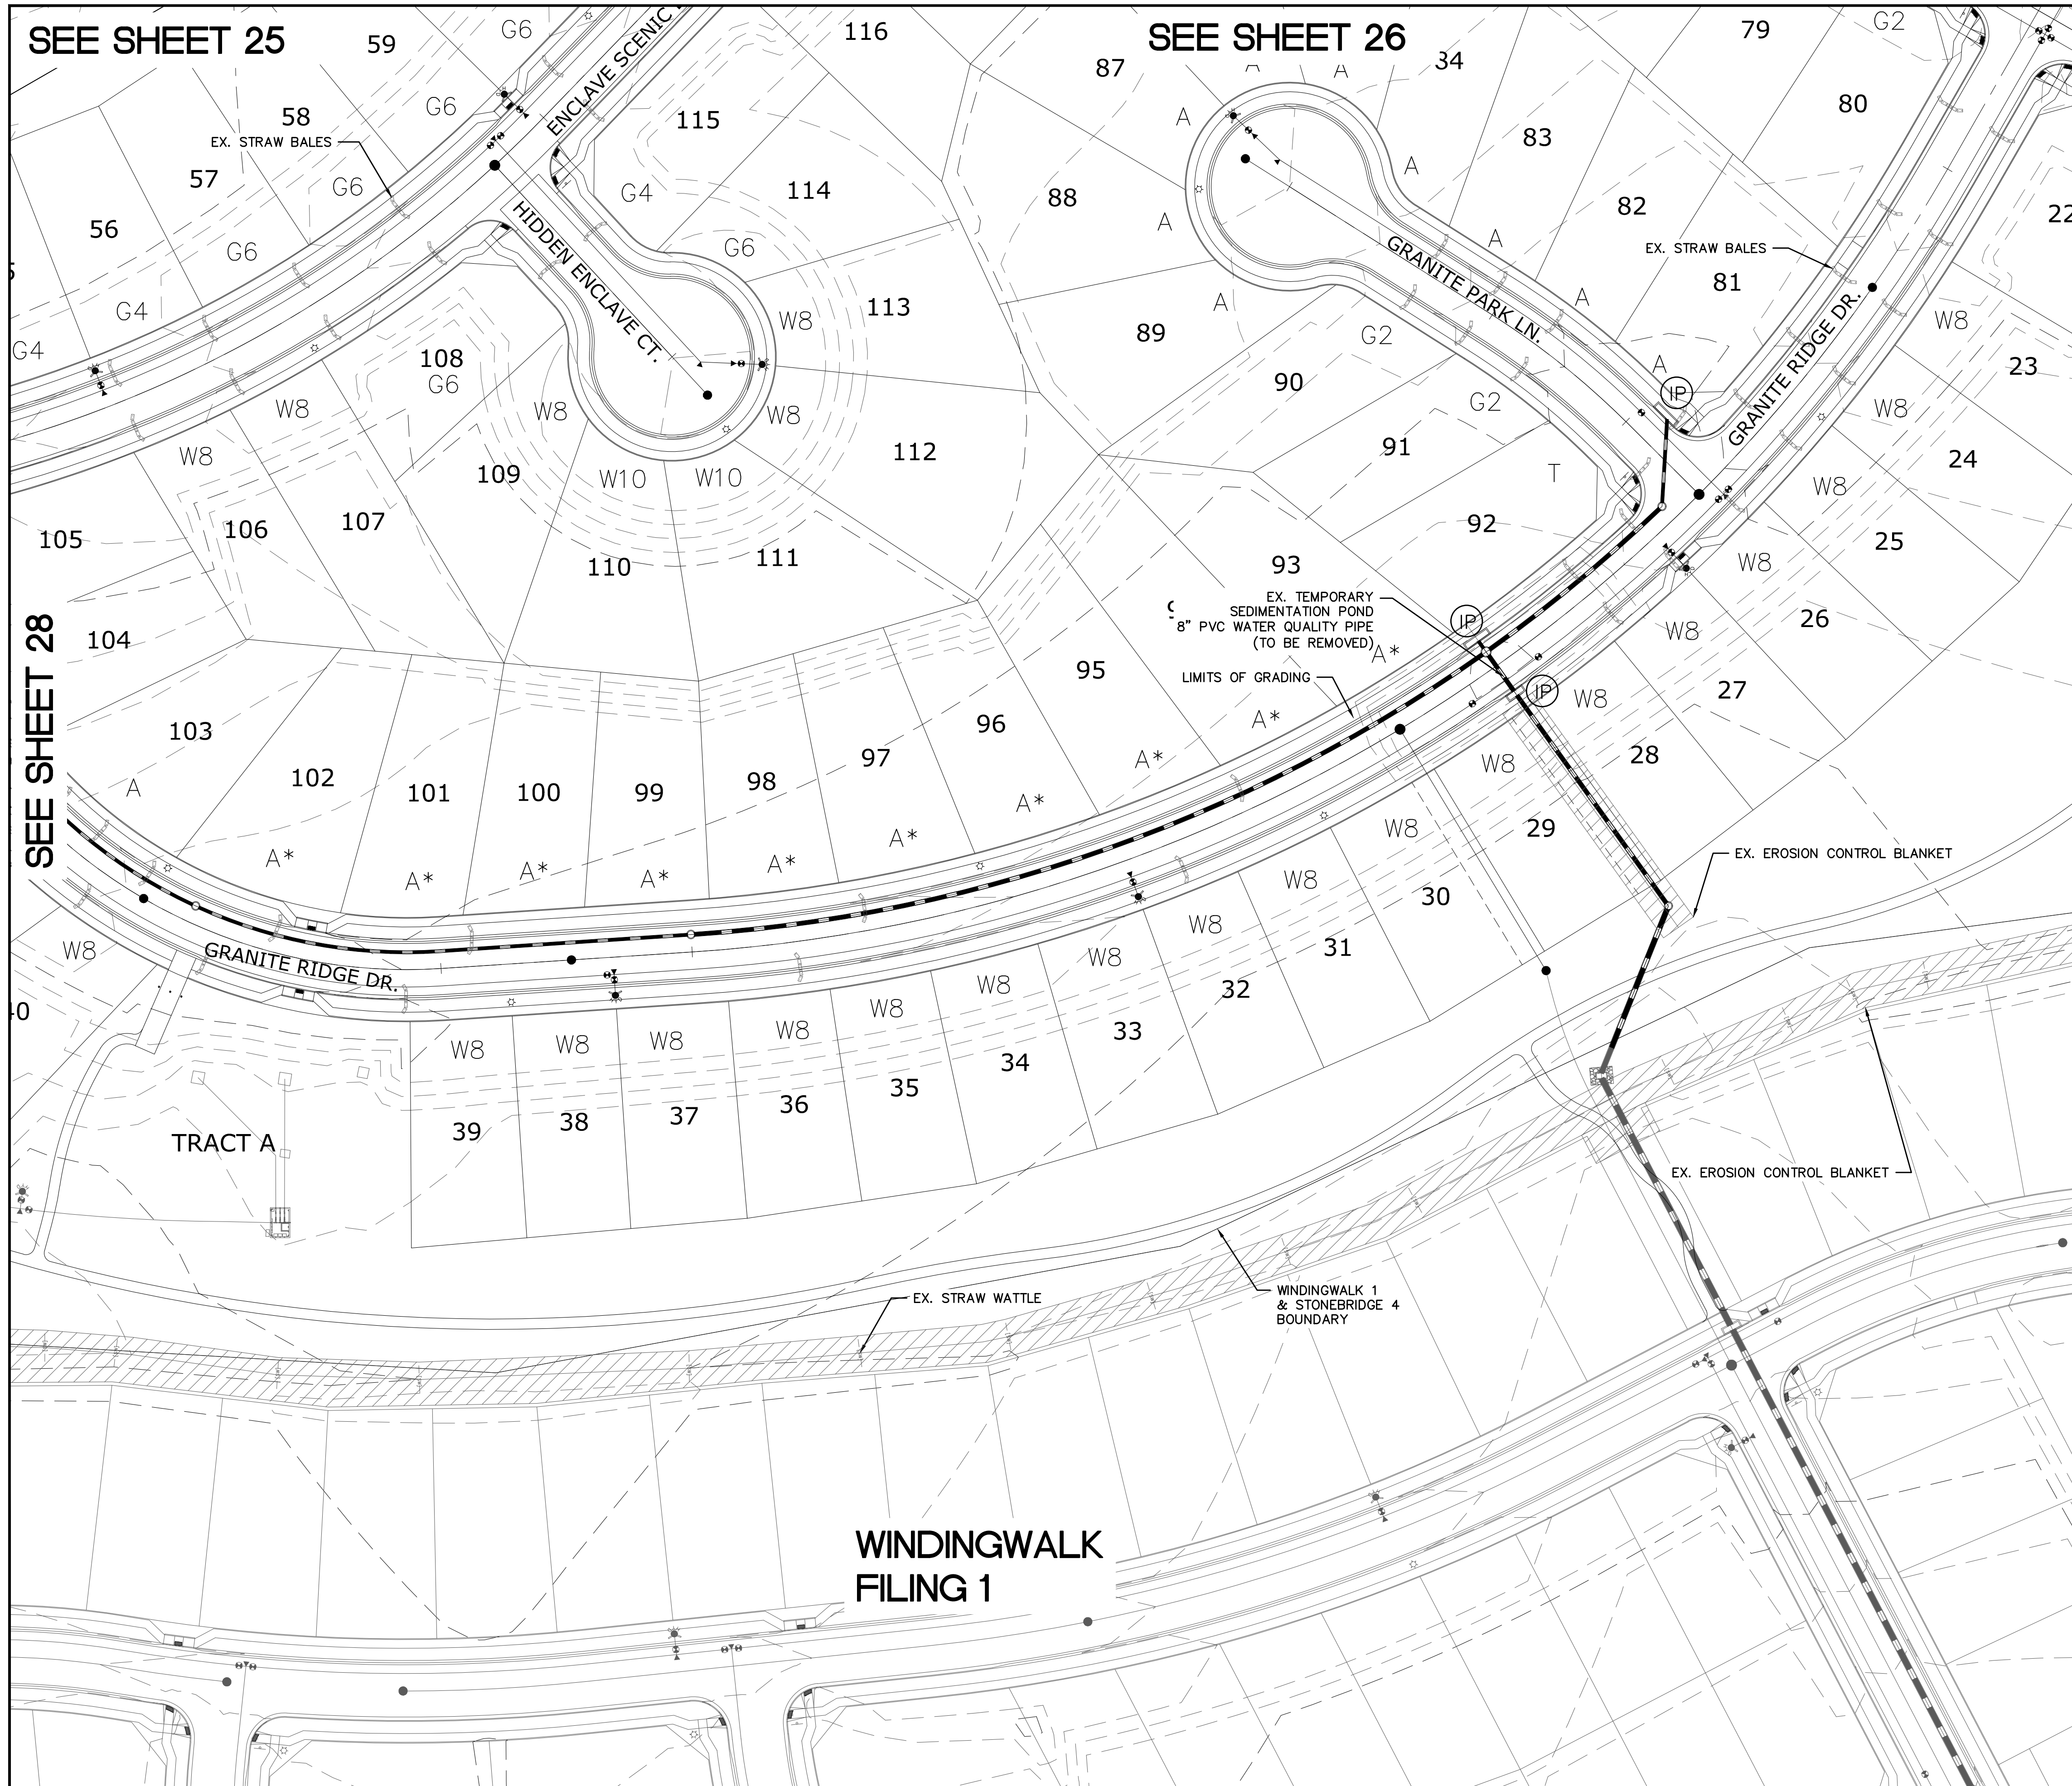 SEE SHEET 25
SEE SHEET 26
SEE SHEET 28
59
G6
ENCLAVE SCENIC
116
87
34
79
G2
58
G6
EX. STRAW BALES
115
A
A
A
83
80
57
G6
G4
114
88
A
82
22
56
G6
HIDDEN ENCLAVE CT.
G6
A
A
GRANITE PARK LN.
EX. STRAW BALES
81
G4
G4
W8
113
89
A
G2
A
GRANITE RIDGE DR.
W8
23
108
G6
W8
W8
W8
90
G2
A
IP
W8
24
W8
109
W10
W10
112
91
T
W8
105
106
107
110
111
92
25
W8
93
26
W8
104
EX. TEMPORARY
SEDIMENTATION POND
8" PVC WATER QUALITY PIPE
(TO BE REMOVED)
IP
A*
LIMITS OF GRADING
95
IP
W8
27
103
96
A*
A
102
101
100
99
98
97
A*
A*
W8
28
A*
A*
A*
A*
A*
A*
W8
29
EX. EROSION CONTROL BLANKET
W8
30
W8
GRANITE RIDGE DR.
W8
31
W8
32
W8
W8
33
40
W8
W8
W8
W8
34
35
36
37
38
39
TRACT A
EX. EROSION CONTROL BLANKET
EX. STRAW WATTLE
WINDINGWALK 1
& STONEBRIDGE 4
BOUNDARY
WINDINGWALK
FILING 1